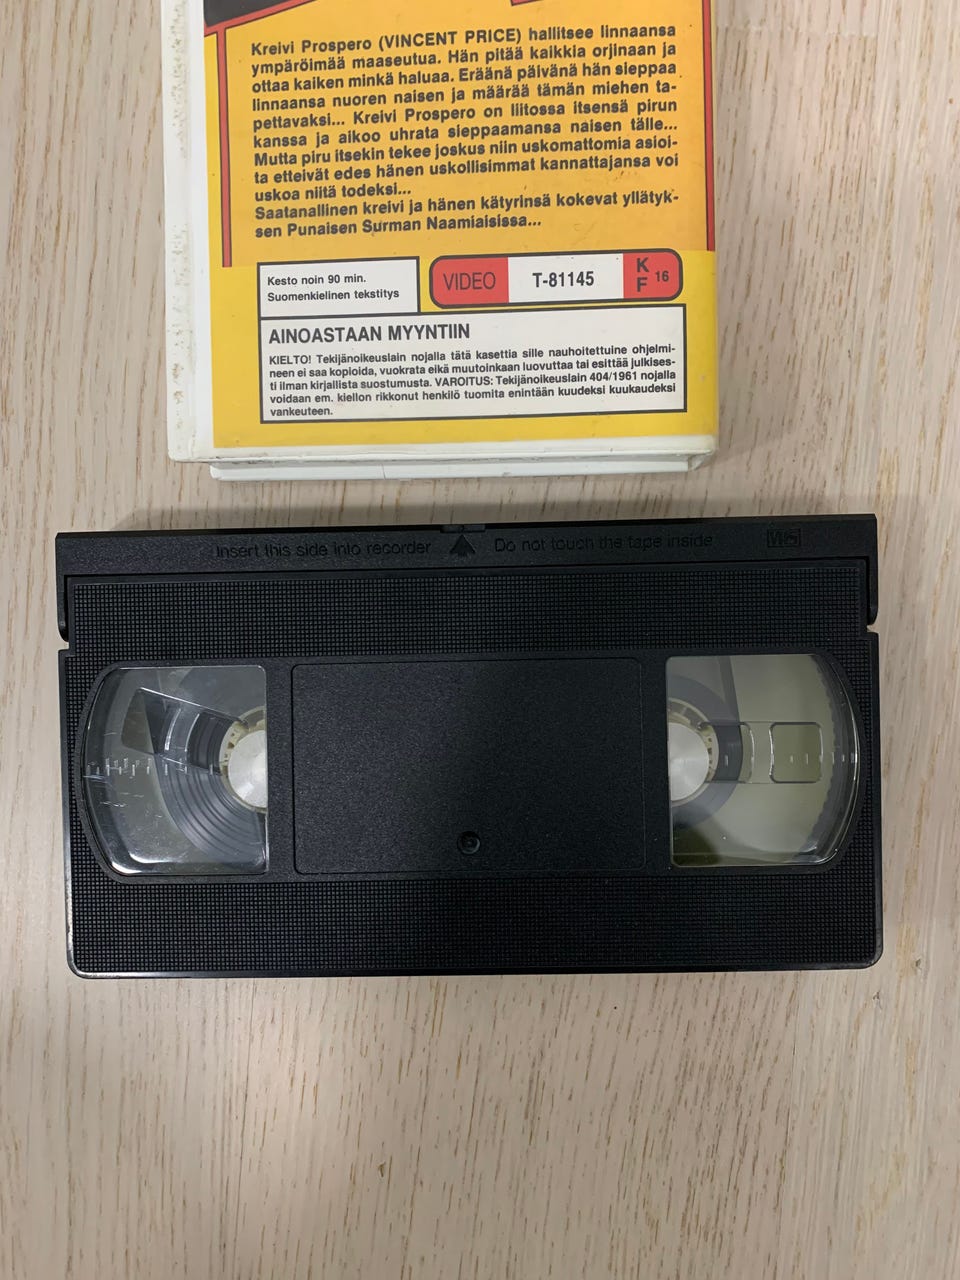 Kreivi Prospero (VINCENT PRICE) hallitsee linnaansa
ympäröimää maaseutua. Hän pitää kaikkia orjinaan ja
ottaa kaiken minkä haluaa. Eräänä päivänä hän sieppaa
linnaansa nuoren naisen ja määrää tämän miehen ta-
pettavaksi... Kreivi Prospero on liitossa itsensä pirun
kanssa ja aikoo uhrata sieppaamansa naisen tälle...
Mutta piru itsekin tekee joskus niin uskomattomia asioi-
ta etteivät edes hänen uskollisimmat kannattajansa voi
uskoa niitä todeksi...
Saatanallinen kreivi ja hänen kätyrinsä kokevat yllätyk-
sen Punaisen Surman Naamiaisissa...
Kesto noin 90 min.
Suomenkielinen tekstitys
VIDEO T-81145 KF 16
AINOASTAAN MYYNTIIN
KIELTO! Tekijänoikeuslain nojalla tätä kasettia sille nauhoitettuine ohjelmi-
neen ei saa kopioida, vuokrata eikä muutoinkaan luovuttaa tai esittää julkises-
ti ilman kirjallista suostumusta. VAROITUS: Tekijänoikeuslain 404/1961 nojalla
voidaan em. kiellon rikkonut henkilö tuomita enintään kuudeksi kuukaudeksi
vankeuteen.
Insert this side into recorder Do not touch the tape inside VHS